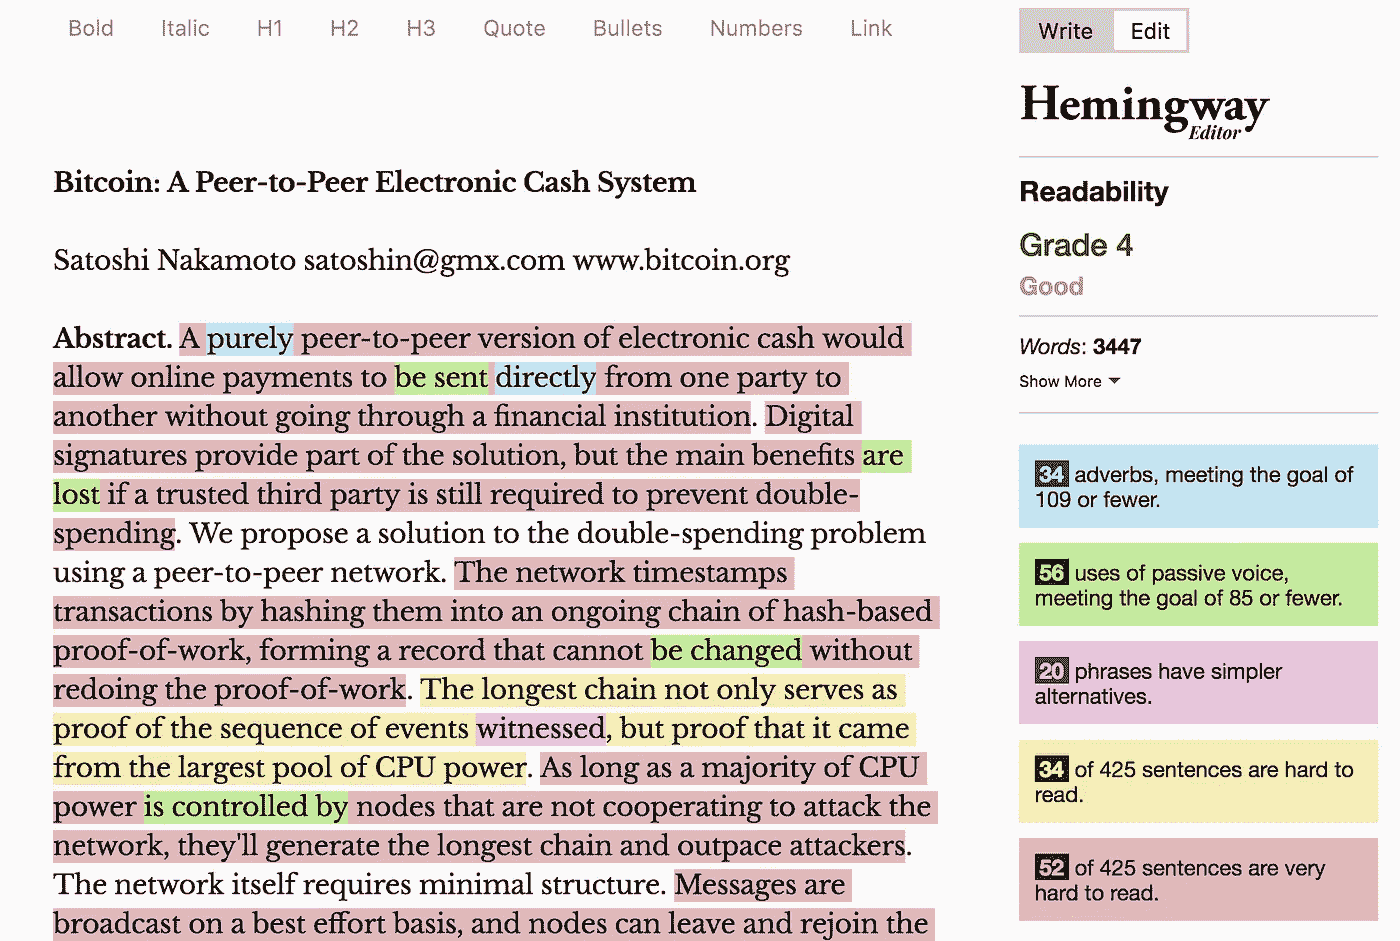 Bold Italic H1 H2 H3 Quote Bullets Numbers Link
Write Edit
Hemingway
Editor
Bitcoin: A Peer-to-Peer Electronic Cash System
Satoshi Nakamoto satoshin@gmx.com www.bitcoin.org
Abstract. A purely peer-to-peer version of electronic cash would
allow online payments to be sent directly from one party to
another without going through a financial institution. Digital
signatures provide part of the solution, but the main benefits are
lost if a trusted third party is still required to prevent double-
spending. We propose a solution to the double-spending problem
using a peer-to-peer network. The network timestamps
transactions by hashing them into an ongoing chain of hash-based
proof-of-work, forming a record that cannot be changed without
redoing the proof-of-work. The longest chain not only serves as
proof of the sequence of events witnessed, but proof that it came
from the largest pool of CPU power. As long as a majority of CPU
power is controlled by nodes that are not cooperating to attack the
network, they'll generate the longest chain and outpace attackers.
The network itself requires minimal structure. Messages are
broadcast on a best effort basis, and nodes can leave and rejoin the
Readability
Grade 4
Good
Words: 3447
Show More
34 adverbs, meeting the goal of
109 or fewer.
56 uses of passive voice,
meeting the goal of 85 or fewer.
20 phrases have simpler
alternatives.
34 of 425 sentences are hard to
read.
52 of 425 sentences are very
hard to read.